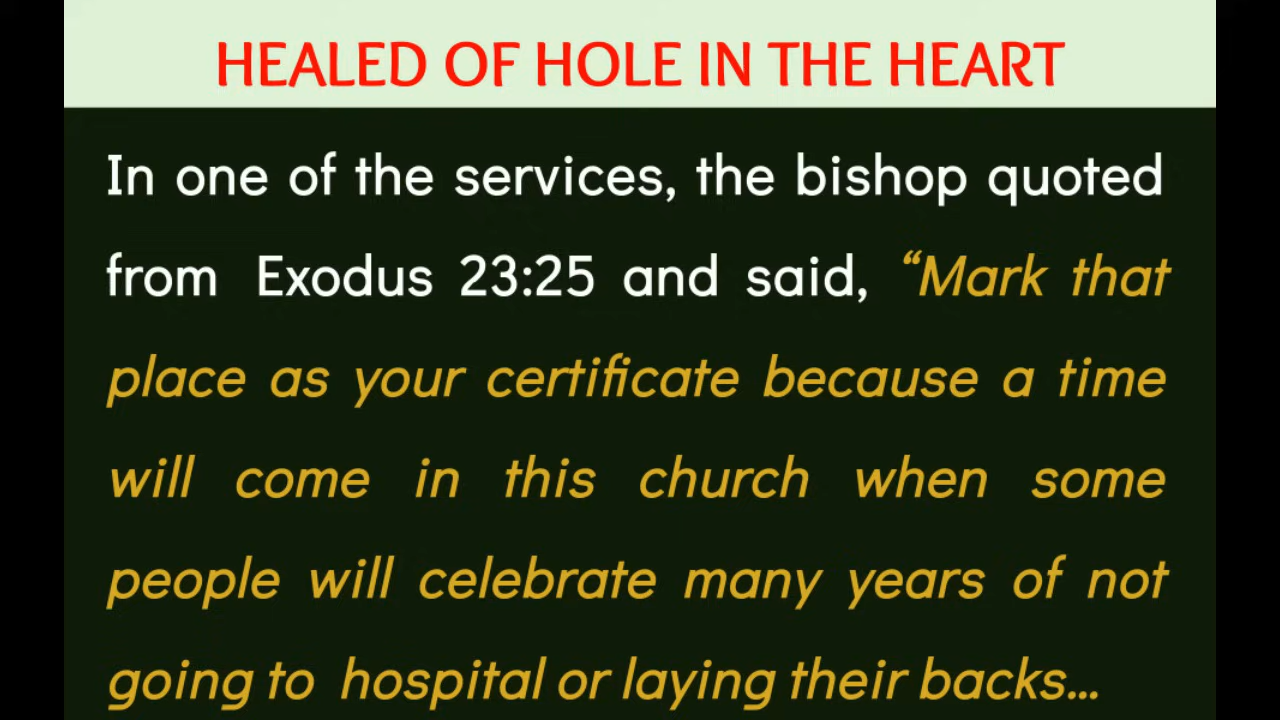 HEALED OF HOLE IN THE HEART
In one of the services, the bishop quoted
from Exodus 23:25 and said, “Mark that
place as your certificate because a time
will come in this church when some
people will celebrate many years of not
going to hospital or laying their backs...